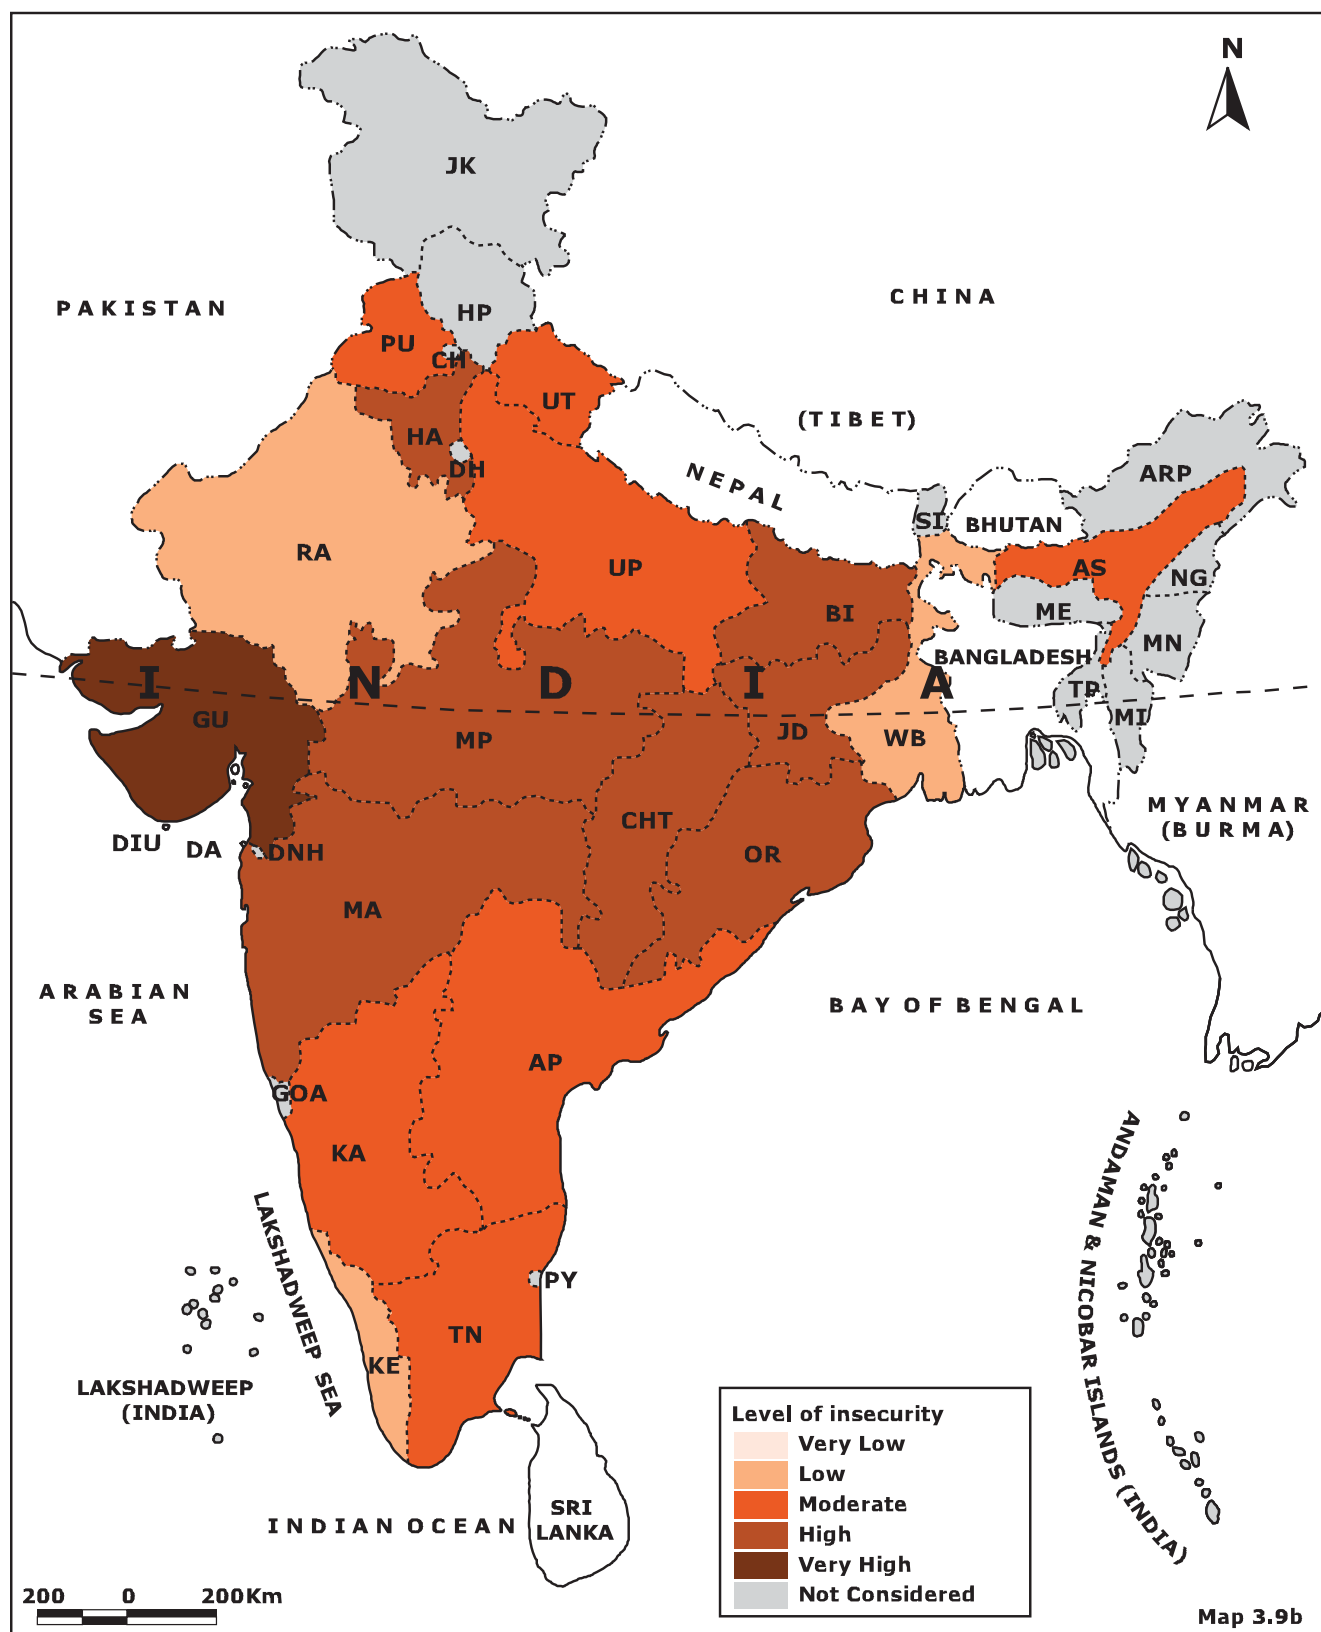 N
JK
PAKISTAN
HP
CHINA
PU
CH
UT
(TIBET)
HA
DH
NEPAL
ARP
SI
BHUTAN
RA
UP
AS
NG
BI
ME
MN
BANGLADESH
I N D I A
TP
GU
MI
MP
JD
WB
MYANMAR
(BURMA)
CHT
DIU
DA
DNH
OR
MA
ARABIAN
SEA
BAY OF BENGAL
AP
GOA
KA
ANDAMAN & NICOBAR ISLANDS (INDIA)
LAKSHADWEEP SEA
PY
TN
KE
LAKSHADWEEP
(INDIA)
Level of insecurity
Very Low
Low
Moderate
High
Very High
Not Considered
SRI
LANKA
INDIAN OCEAN
200 0 200Km
Map 3.9b